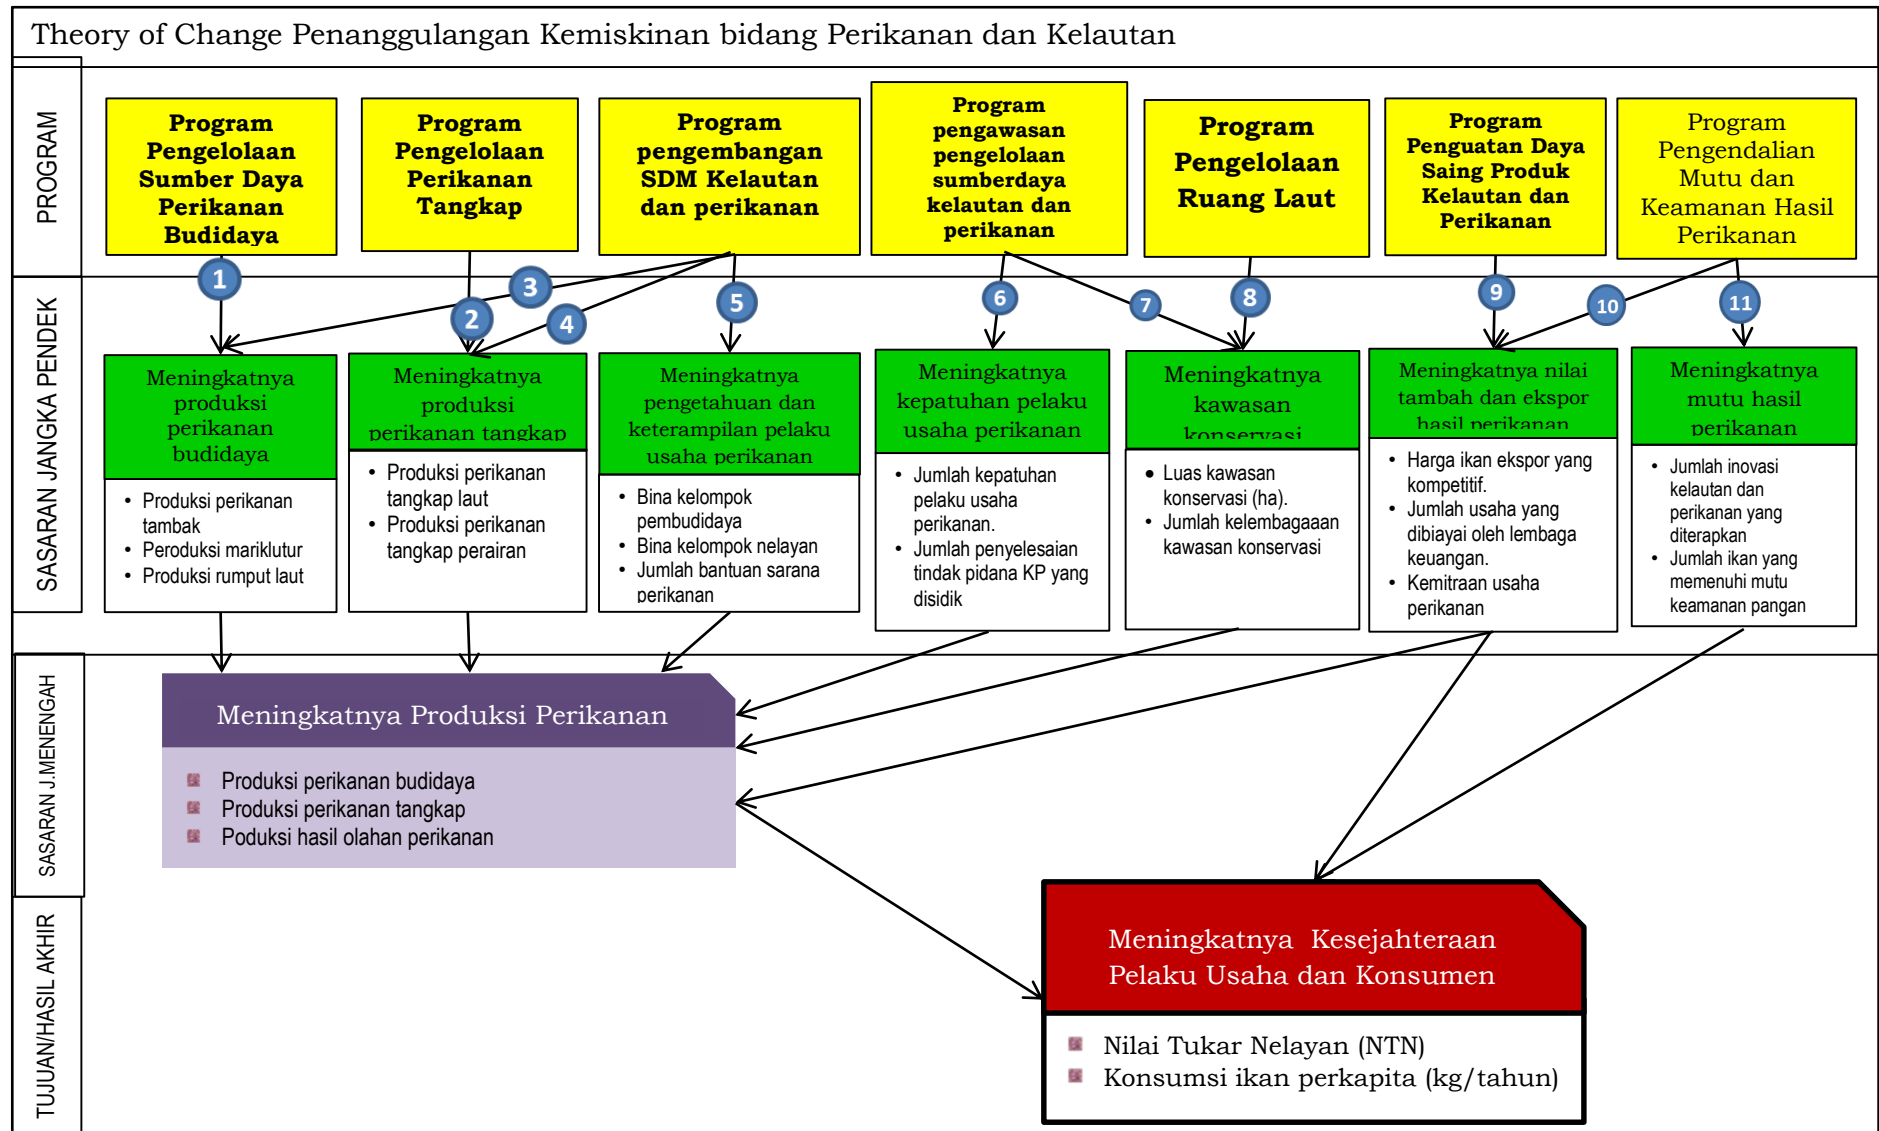 Theory of Change Penanggulangan Kemiskinan bidang Perikanan dan Kelautan
PROGRAM
Program
Pengelolaan
Sumber Daya
Perikanan
Budidaya
Program
Pengelolaan
Perikanan
Tangkap
Program
pengembangan
SDM Kelautan
dan perikanan
Program
pengawasan
pengelolaan
sumberdaya
kelautan dan
perikanan
Program
Pengelolaan
Ruang Laut
Program
Penguatan Daya
Saing Produk
Kelautan dan
Perikanan
Program
Pengendalian
Mutu dan
Keamanan Hasil
Perikanan
1
2
3
4
5
6
7
8
9
10
11
SASARAN JANGKA PENDEK
Meningkatnya
produksi
perikanan
budidaya
• Produksi perikanan
tambak
• Peroduksi mariklutur
• Produksi rumput laut
Meningkatnya
produksi
perikanan tangkap
• Produksi perikanan
tangkap laut
• Produksi perikanan
tangkap perairan
Meningkatnya
pengetahuan dan
keterampilan pelaku
usaha perikanan
• Bina kelompok
pembudidaya
• Bina kelompok nelayan
• Jumlah bantuan sarana
perikanan
Meningkatnya
kepatuhan pelaku
usaha perikanan
• Jumlah kepatuhan
pelaku usaha
perikanan.
• Jumlah penyelesaian
tindak pidana KP yang
disidik
Meningkatnya
kawasan
konservasi
• Luas kawasan
konservasi (ha).
• Jumlah kelembagaaan
kawasan konservasi
Meningkatnya nilai
tambah dan ekspor
hasil perikanan
• Harga ikan ekspor yang
kompetitif.
• Jumlah usaha yang
dibiayai oleh lembaga
keuangan.
• Kemitraan usaha
perikanan
Meningkatnya
mutu hasil
perikanan
• Jumlah inovasi
kelautan dan
perikanan yang
diterapkan
• Jumlah ikan yang
memenuhi mutu
keamanan pangan
SASARAN J.MENENGAH
Meningkatnya Produksi Perikanan
Produksi perikanan budidaya
Produksi perikanan tangkap
Poduksi hasil olahan perikanan
TUJUAN/HASIL AKHIR
Meningkatnya Kesejahteraan
Pelaku Usaha dan Konsumen
Nilai Tukar Nelayan (NTN)
Konsumsi ikan perkapita (kg/tahun)